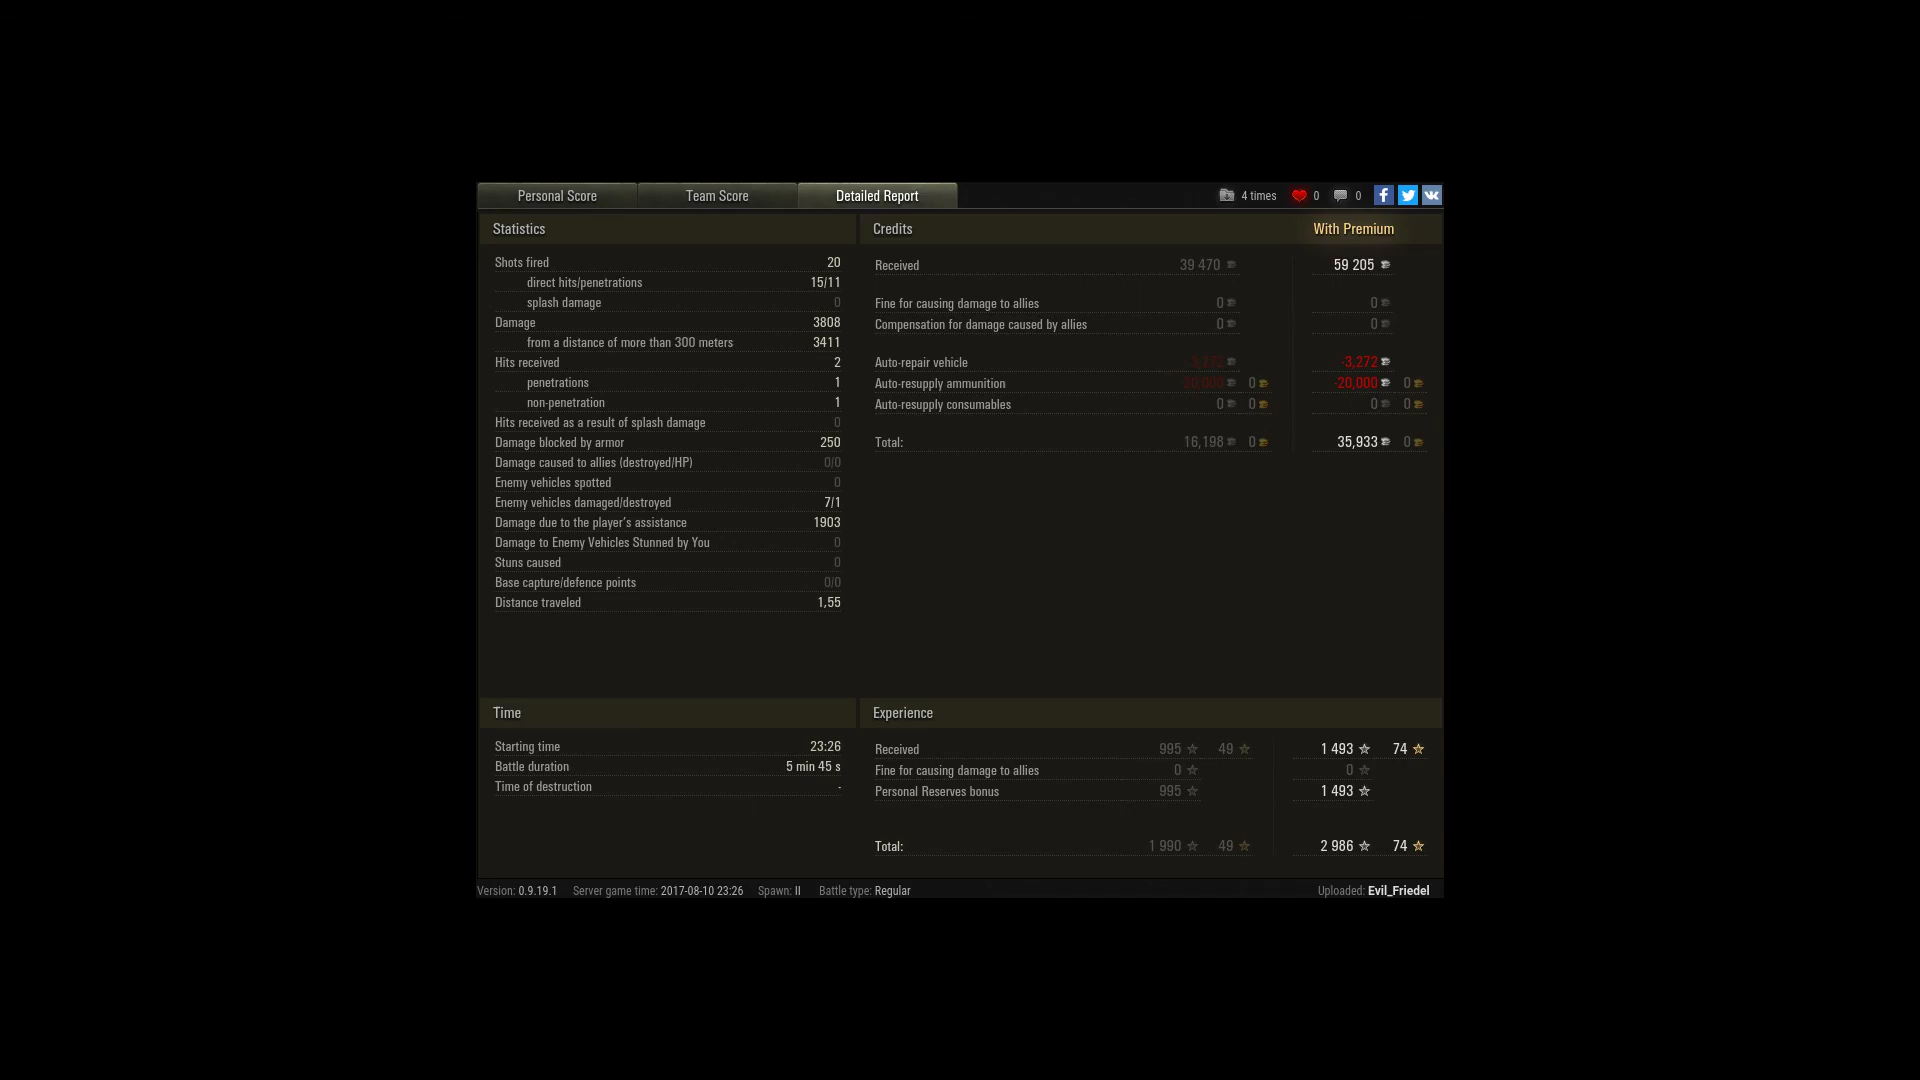 Personal Score Team Score Detailed Report 4 times 0 0
Statistics
Shots fired 20
direct hits/penetrations 15/11
splash damage 0
Damage 3808
from a distance of more than 300 meters 3411
Hits received 2
penetrations 1
non-penetration 1
Hits received as a result of splash damage 0
Damage blocked by armor 250
Damage caused to allies (destroyed/HP) 0/0
Enemy vehicles spotted 0
Enemy vehicles damaged/destroyed 7/1
Damage due to the player's assistance 1903
Damage to Enemy Vehicles Stunned by You 0
Stuns caused 0
Base capture/defence points 0/0
Distance traveled 1,55
Credits With Premium
Received 39 470 59 205
Fine for causing damage to allies 0 0
Compensation for damage caused by allies 0 0
Auto-repair vehicle -3,272 -3,272
Auto-resupply ammunition -20,000 0 -20,000 0
Auto-resupply consumables 0 0 0 0
Total: 16,198 0 35,933 0
Time
Starting time 23:26
Battle duration 5 min 45 s
Time of destruction -
Experience
Received 995 49 1 493 74
Fine for causing damage to allies 0 0
Personal Reserves bonus 995 1 493
Total: 1 990 49 2 986 74
Version: 0.9.19.1 Server game time: 2017-08-10 23:26 Spawn: II Battle type: Regular Uploaded: Evil_Friedel